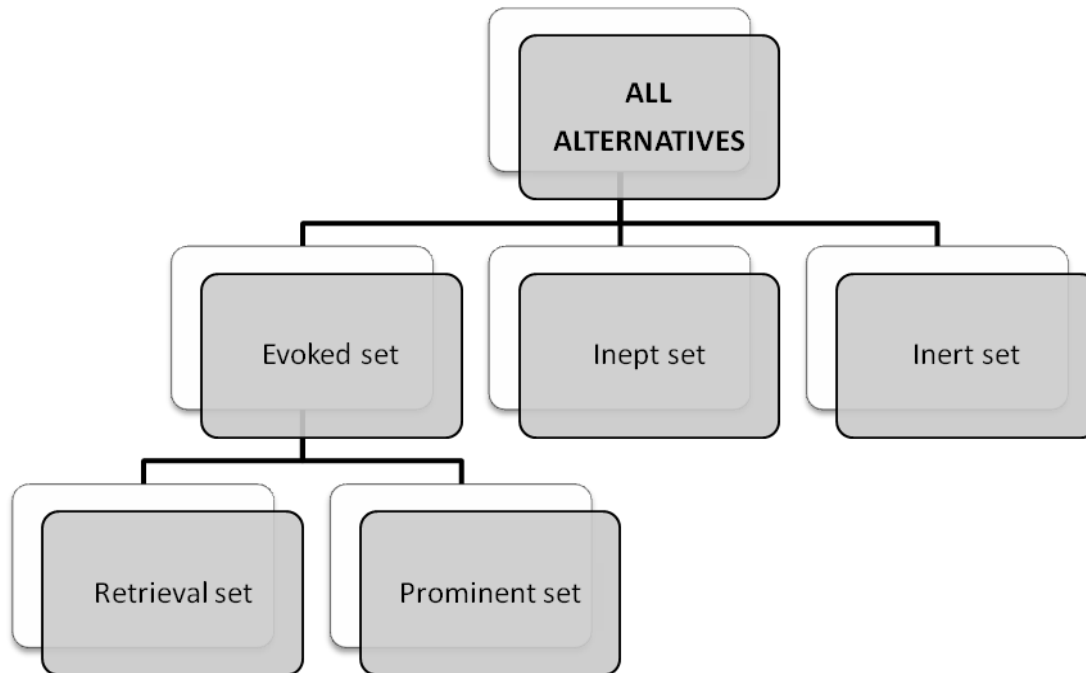 ALL
ALTERNATIVES
Evoked set
Inept set
Inert set
Retrieval set
Prominent set